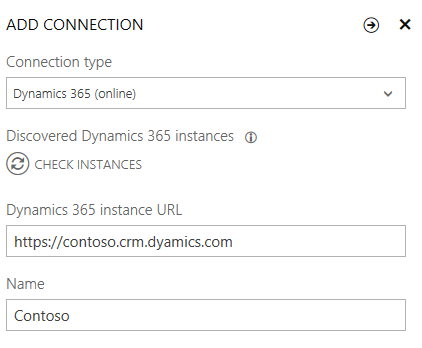 ADD CONNECTION
Connection type
Dynamics 365 (online)
Discovered Dynamics 365 instances
CHECK INSTANCES
Dynamics 365 instance URL
https://contoso.crm.dyamics.com
Name
Contoso